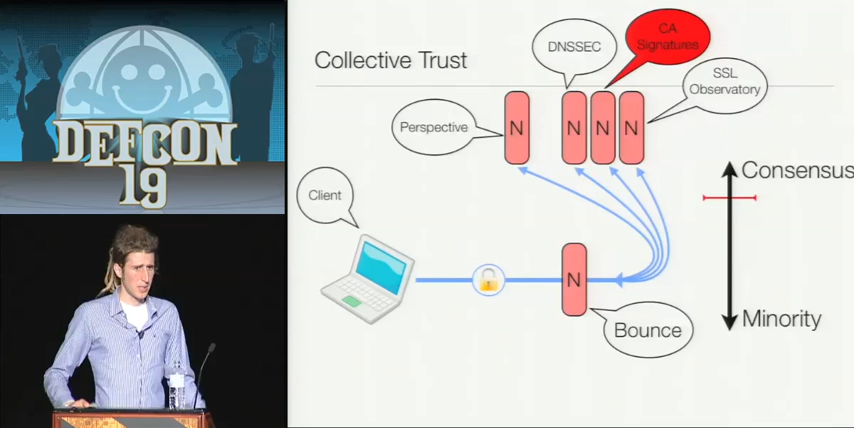 DEFCON
19
Collective Trust
DNSSEC
CA
Signatures
SSL
Observatory
Perspective
N
N
N
N
Client
Consensus
N
Bounce
Minority